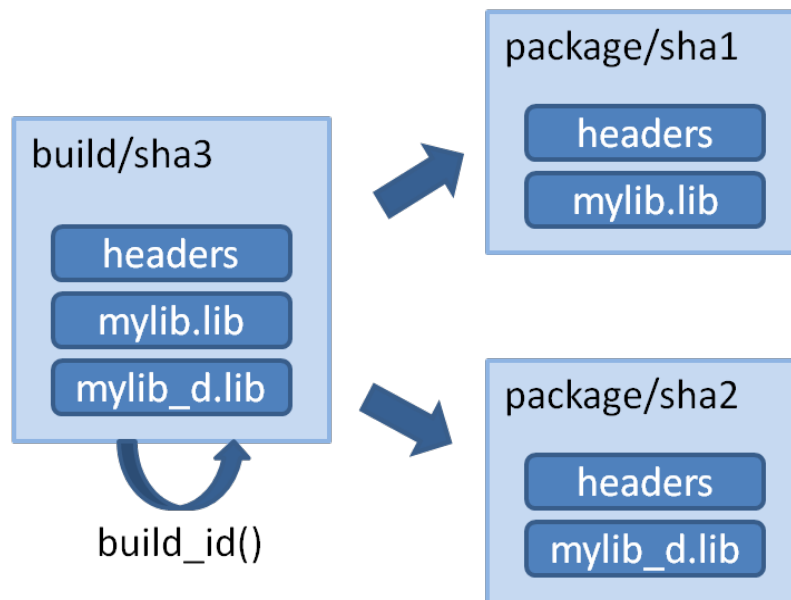 build/sha3
headers
mylib.lib
mylib_d.lib
build_id()
package/sha1
headers
mylib.lib
package/sha2
headers
mylib_d.lib